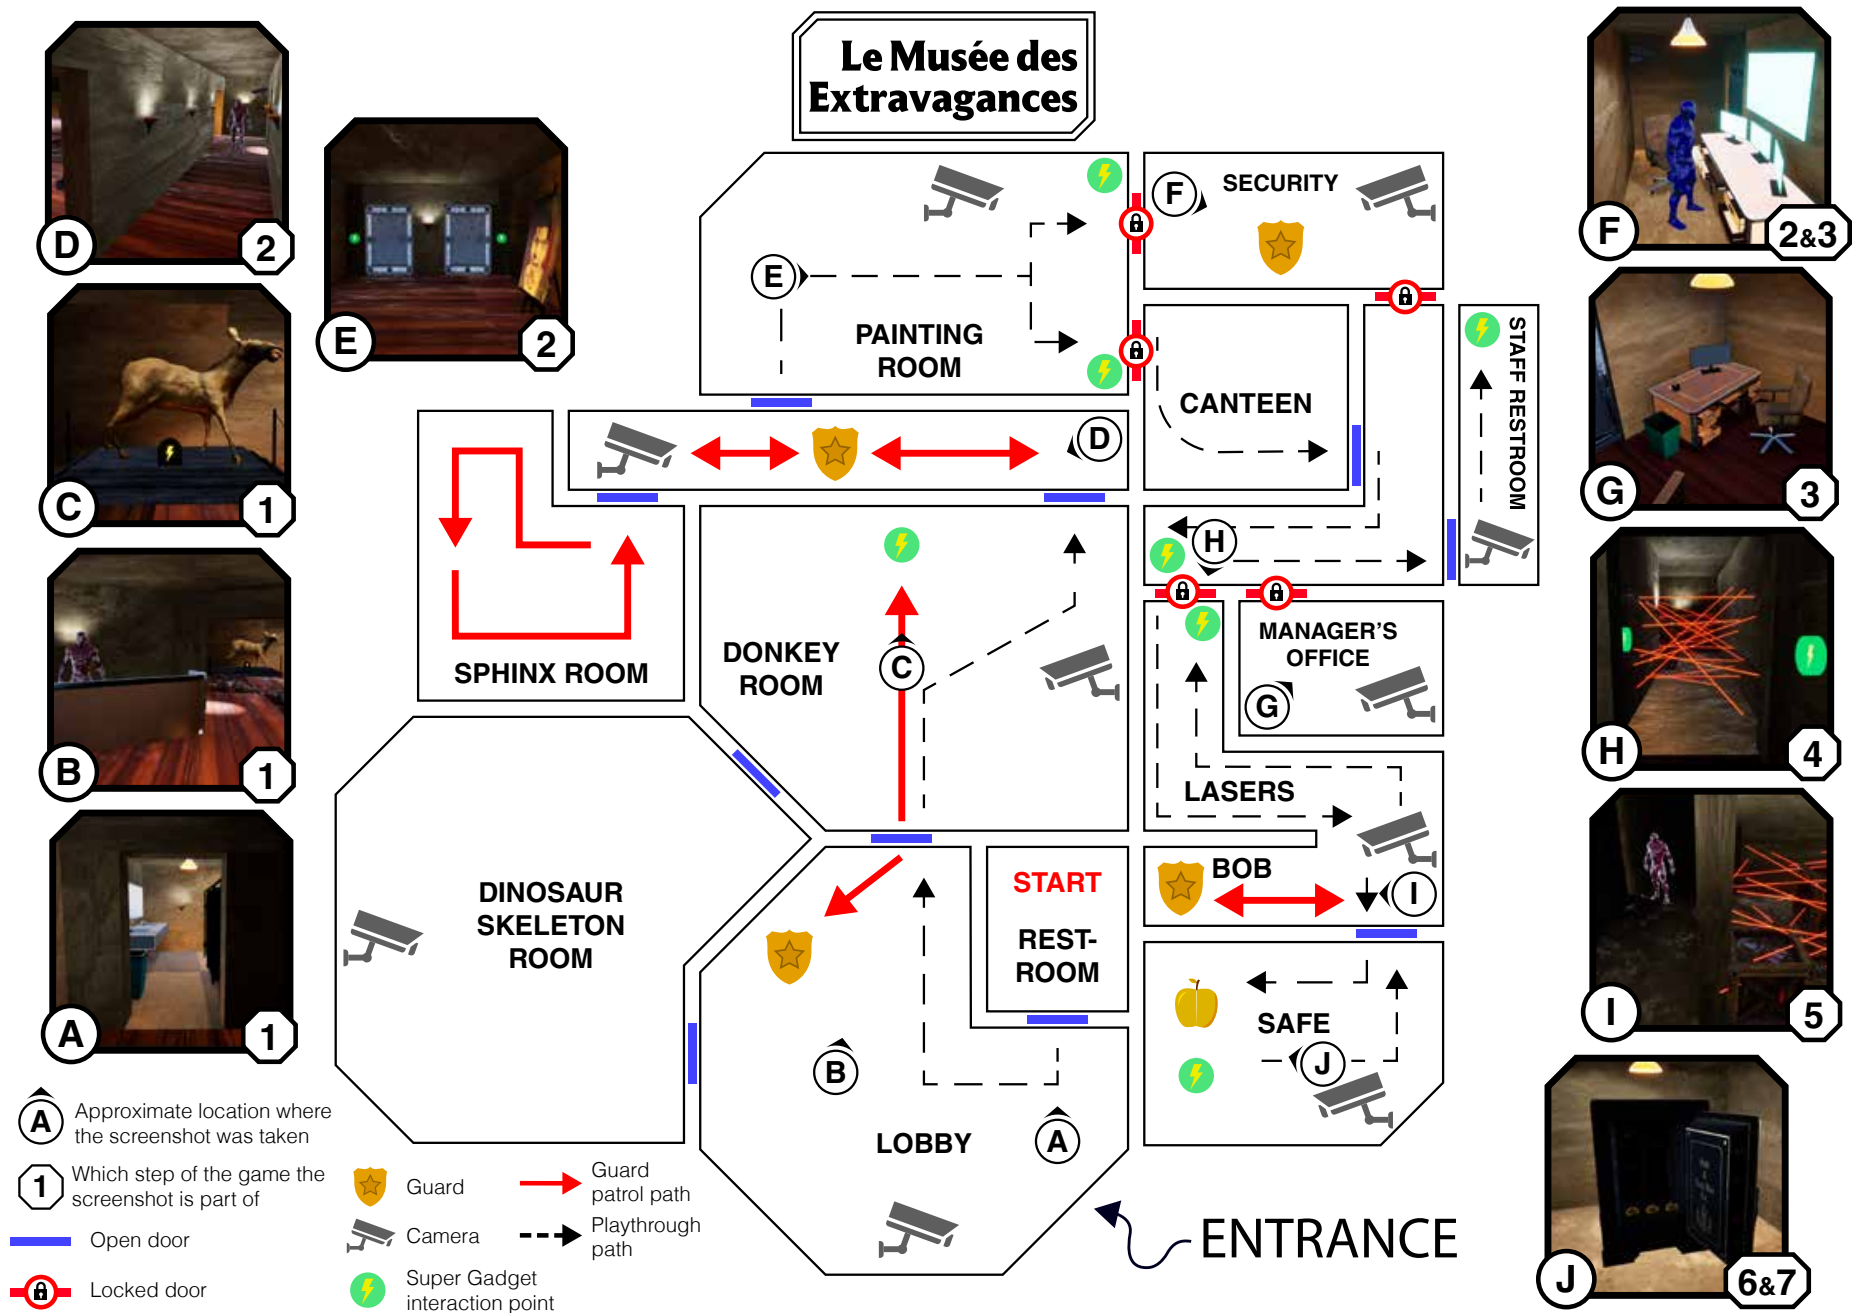 Le Musée des
Extravagances
D
2
E
2
C
1
B
1
A
1
F
2&3
G
3
H
4
I
5
J
6&7
F
SECURITY
E
PAINTING
ROOM
CANTEEN
STAFF RESTROOM
D
H
SPHINX ROOM
DONKEY
ROOM
C
MANAGER'S
OFFICE
G
LASERS
BOB
I
START
REST-
ROOM
DINOSAUR
SKELETON
ROOM
SAFE
J
B
A
LOBBY
ENTRANCE
A
Approximate location where
the screenshot was taken
1
Which step of the game the
screenshot is part of
Open door
Locked door
Guard
Camera
Super Gadget
interaction point
Guard
patrol path
Playthrough
path